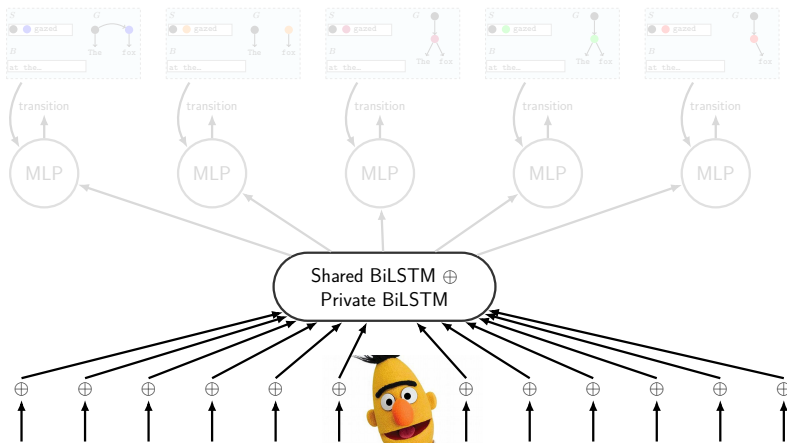 S G
gazed
The fox
B
at the…
S G
gazed
The fox
B
at the…
S G
gazed
The fox
B
at the…
S G
gazed
The fox
B
at the…
S G
gazed
fox
B
at the…
transition
transition
transition
transition
transition
MLP
MLP
MLP
MLP
MLP
Shared BiLSTM ⊕
Private BiLSTM
⊕ ⊕ ⊕ ⊕ ⊕ ⊕ ⊕ ⊕ ⊕ ⊕ ⊕ ⊕